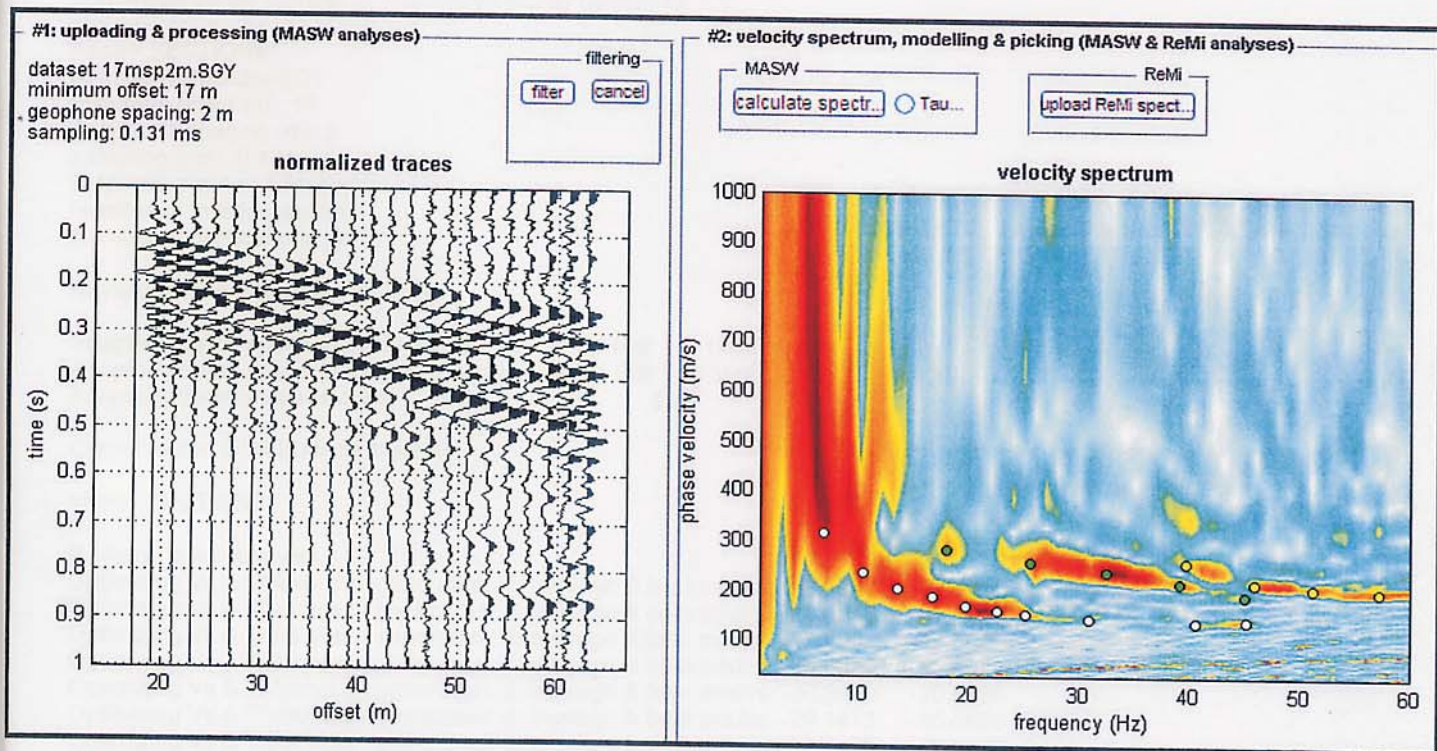 #1: uploading & processing (MASW analyses)
dataset: 17msp2m.SGY
minimum offset: 17 m
geophone spacing: 2 m
sampling: 0.131 ms
filtering
filter cancel
normalized traces
0
0.1
0.2
0.3
0.4
0.5
0.6
0.7
0.8
0.9
1
time (s)
20 30 40 50 60
offset (m)
#2: velocity spectrum, modelling & picking (MASW & ReMi analyses)
MASW
calculate spectr... Tau...
ReMi
upload ReMi spect...
velocity spectrum
1000
900
800
700
600
500
400
300
200
100
phase velocity (m/s)
10 20 30 40 50 60
frequency (Hz)